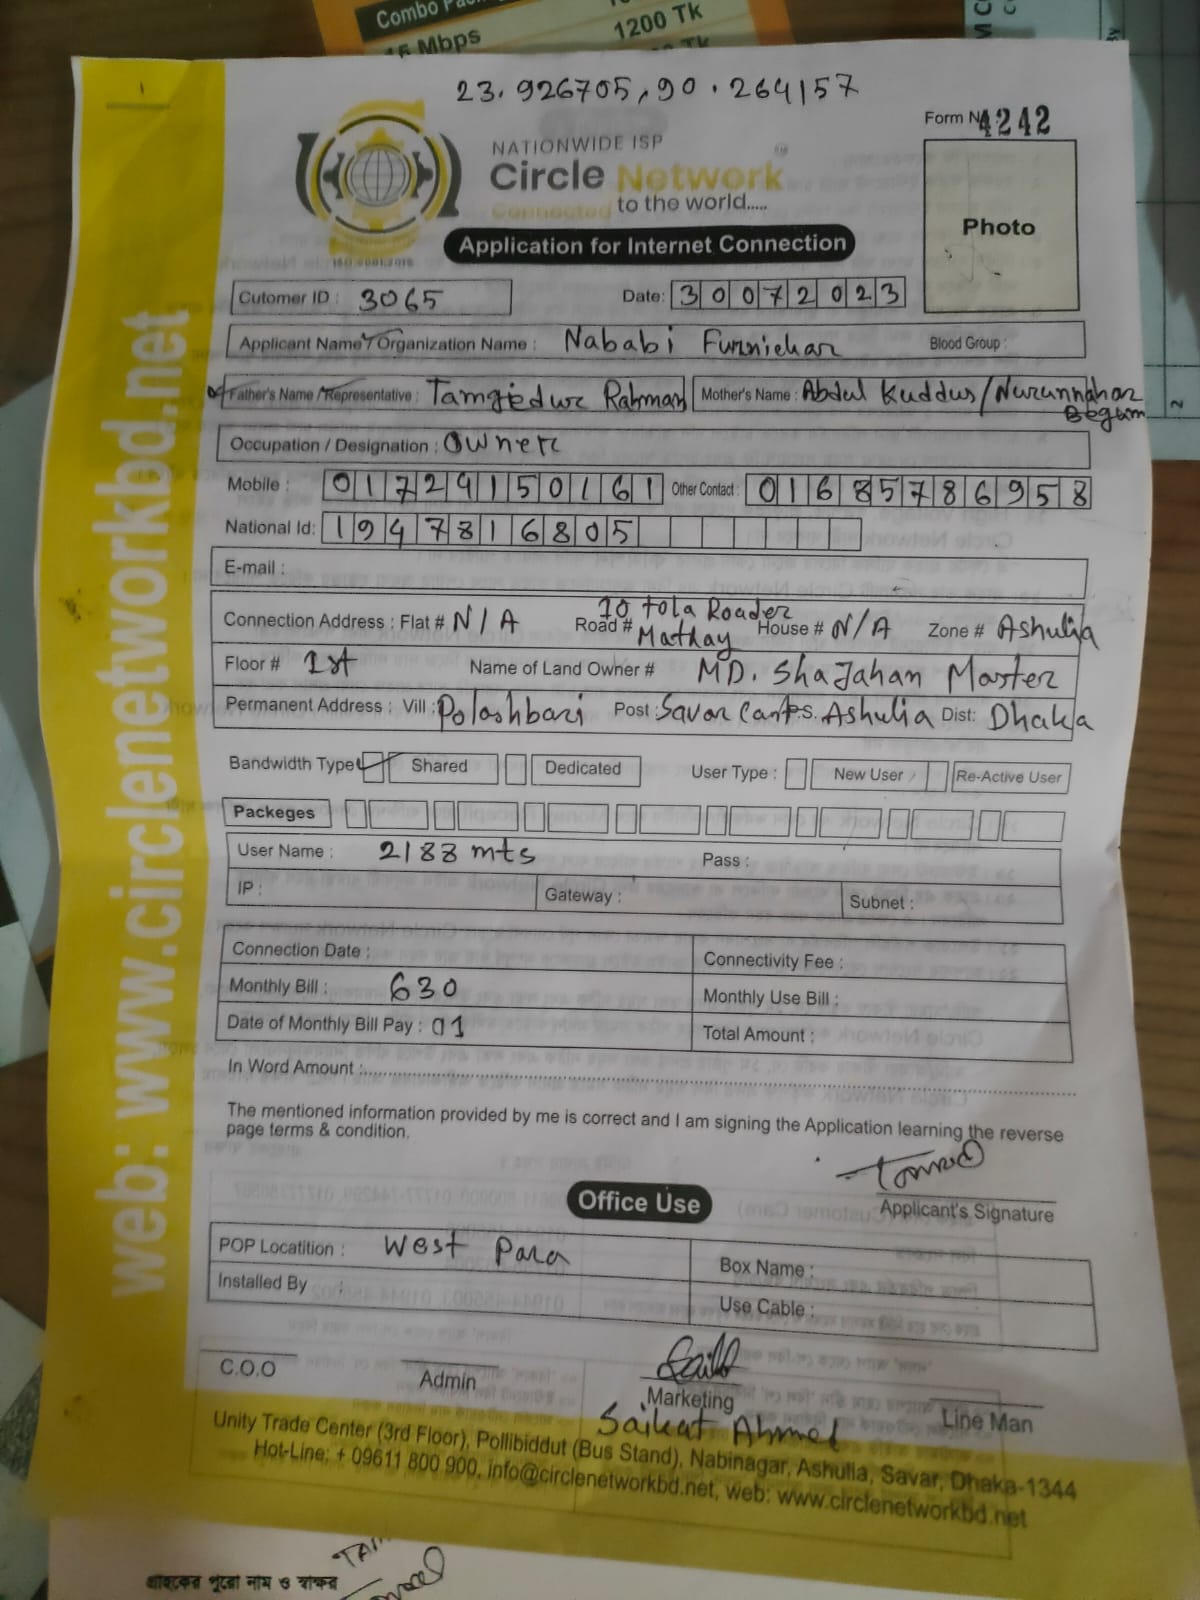 Combo Pac
15 Mbps
1200 Tk
Tk
23.926705,90.264157
Form No 4242
NATIONWIDE ISP
Circle Network
Connected to the world.....
ISO 9001:2015
Photo
Application for Internet Connection
Cutomer ID : 3065 Date: 30072023
Applicant Name / Organization Name : Nababi Furnichar Blood Group :
Father's Name / Representative : Tamgiedur Rahman Mother's Name : Abdul Kuddus/Nurunnahar Begum
Occupation / Designation : Owner
Mobile : 01729150161 Other Contact : 01685786958
National Id: 1947816805
E-mail :
Connection Address : Flat # N/A Road # 10 tola Roader Mathay House # N/A Zone # Ashulia
Floor # 1st Name of Land Owner # MD. ShaJahan Master
Permanent Address : Vill : Polashbari Post : Savar Cant P.S. Ashulia Dist: Dhaka
Bandwidth Type Shared Dedicated User Type : New User Re-Active User
Packeges
User Name : 2188 mts Pass :
IP : Gateway : Subnet :
Connection Date : Connectivity Fee :
Monthly Bill : 630 Monthly Use Bill :
Date of Monthly Bill Pay : 01 Total Amount :
In Word Amount :
The mentioned information provided by me is correct and I am signing the Application learning the reverse
page terms & condition.
Applicant's Signature
Office Use
POP Locatition : West Para Box Name :
Installed By : Use Cable :
C.O.O Admin Marketing Line Man
Saikat Ahmed
Unity Trade Center (3rd Floor), Pollibiddut (Bus Stand), Nabinagar, Ashulia, Savar, Dhaka-1344
Hot-Line: + 09611 800 900, info@circlenetworkbd.net, web: www.circlenetworkbd.net
web: www.circlenetworkbd.net
গ্রাহকের পুরো নাম ও স্বাক্ষর